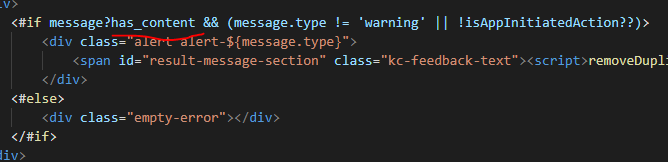 >
<#if message?has_content && (message.type != 'warning' || !isAppInitiatedAction??)>
<div class="alert alert-${message.type}">
<span id="result-message-section" class="kc-feedback-text"><script>removeDupli
</div>
<#else>
<div class="empty-error"></div>
</#if>
div>